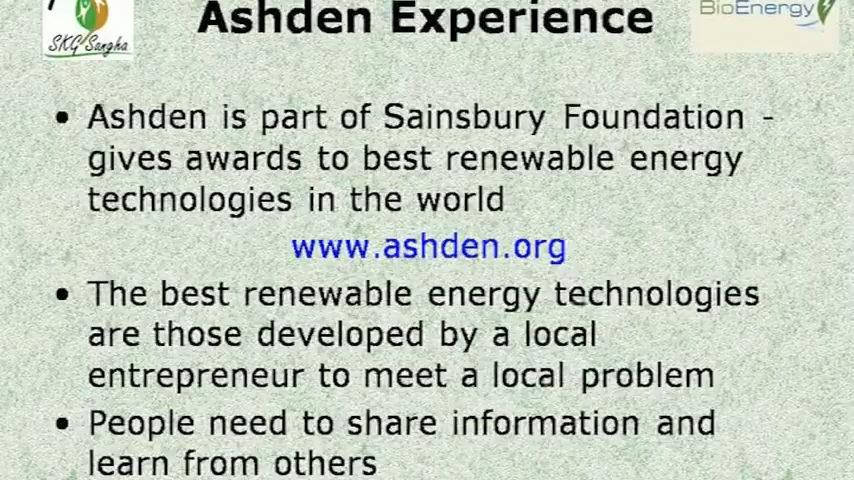 Ashden Experience
SKG Sangha
BioEnergy
• Ashden is part of Sainsbury Foundation -
gives awards to best renewable energy
technologies in the world
www.ashden.org
• The best renewable energy technologies
are those developed by a local
entrepreneur to meet a local problem
• People need to share information and
learn from others